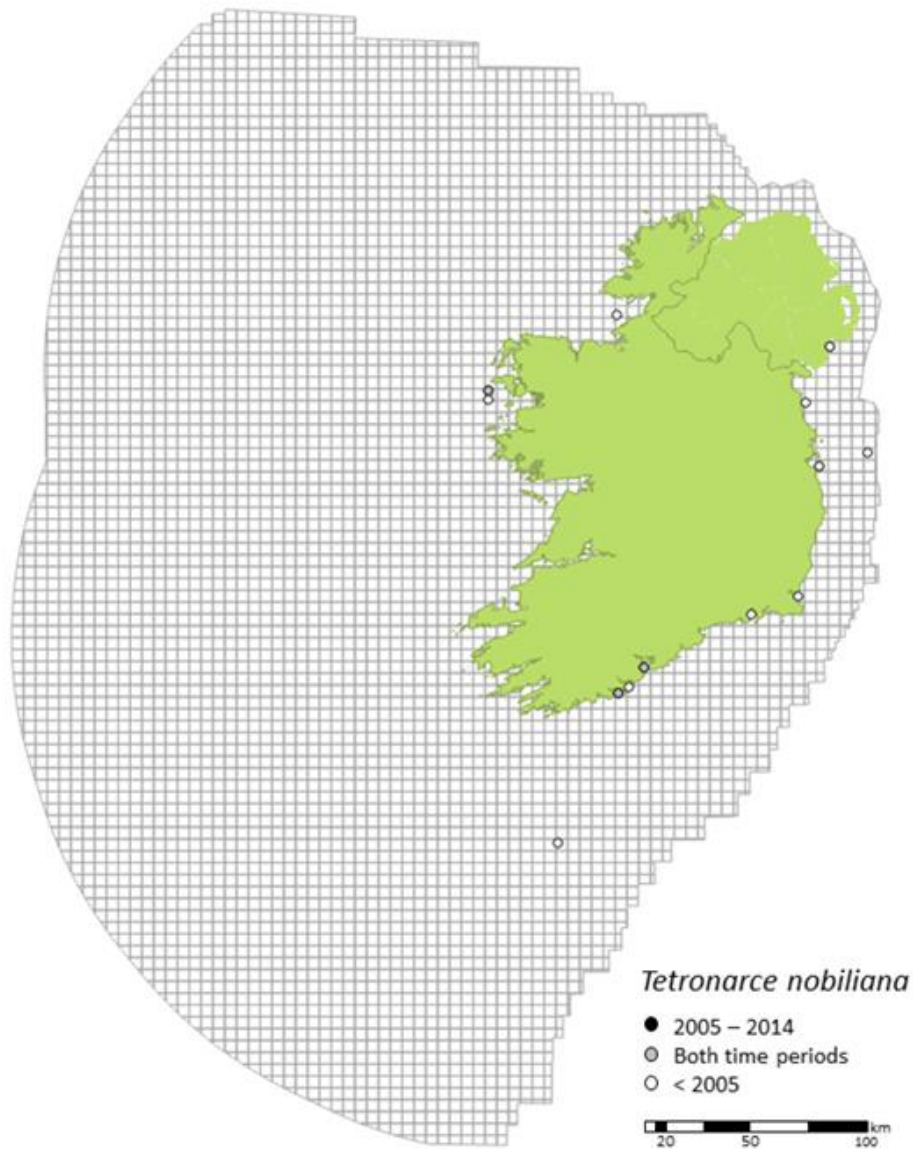 Tetronarce nobiliana
2005 – 2014
Both time periods
< 2005
km
20 50 100